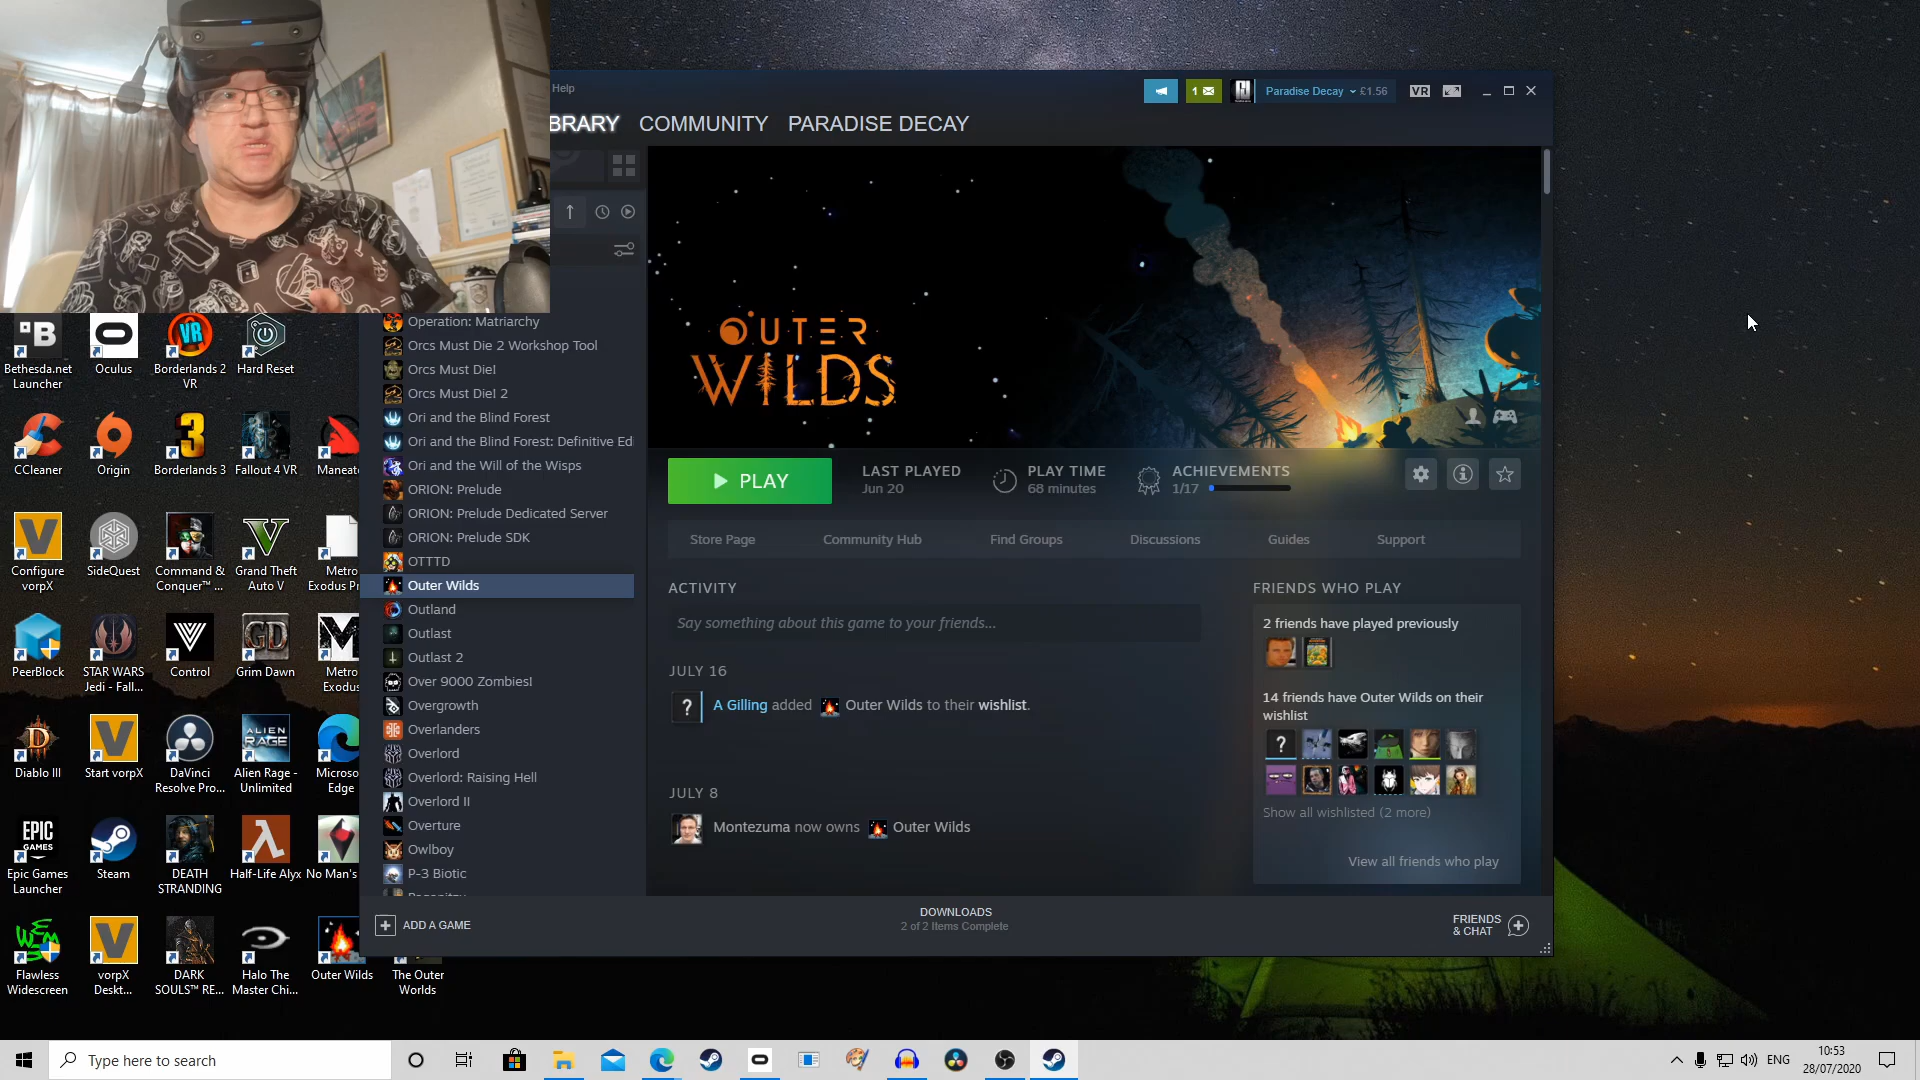 Help
1
Paradise Decay
£1.56
VR
BRARY
COMMUNITY
PARADISE DECAY
OUTER
WILDS
Operation: Matriarchy
Orcs Must Die 2 Workshop Tool
Orcs Must Die!
Orcs Must Die! 2
Ori and the Blind Forest
Ori and the Blind Forest: Definitive Edi
Ori and the Will of the Wisps
ORION: Prelude
ORION: Prelude Dedicated Server
ORION: Prelude SDK
OTTTD
Outer Wilds
Outland
Outlast
Outlast 2
Over 9000 Zombies!
Overgrowth
Overlanders
Overlord
Overlord: Raising Hell
Overlord II
Overture
Owlboy
P-3 Biotic
ADD A GAME
PLAY
LAST PLAYED
Jun 20
PLAY TIME
68 minutes
ACHIEVEMENTS
1/17
Store Page
Community Hub
Find Groups
Discussions
Guides
Support
ACTIVITY
Say something about this game to your friends...
JULY 16
A Gilling added Outer Wilds to their wishlist.
JULY 8
Montezuma now owns Outer Wilds
FRIENDS WHO PLAY
2 friends have played previously
14 friends have Outer Wilds on their
wishlist
Show all wishlisted (2 more)
View all friends who play
DOWNLOADS
2 of 2 Items Complete
FRIENDS
& CHAT
Bethesda.net
Launcher
Oculus
Borderlands 2
VR
Hard Reset
CCleaner
Origin
Borderlands 3
Fallout 4 VR
Maneat
Configure
vorpX
SideQuest
Command &
Conquer™ ...
Grand Theft
Auto V
Metro
Exodus Pr
PeerBlock
STAR WARS
Jedi - Fall...
Control
Grim Dawn
Metro
Exodus
Diablo III
Start vorpX
DaVinci
Resolve Pro...
Alien Rage -
Unlimited
Microso
Edge
EPIC
GAMES
Epic Games
Launcher
Steam
DEATH
STRANDING
Half-Life Alyx
No Man's
Flawless
Widescreen
vorpX
Deskt...
DARK
SOULS™ RE...
Halo The
Master Chi...
Outer Wilds
The Outer
Worlds
Type here to search
ENG
10:53
28/07/2020